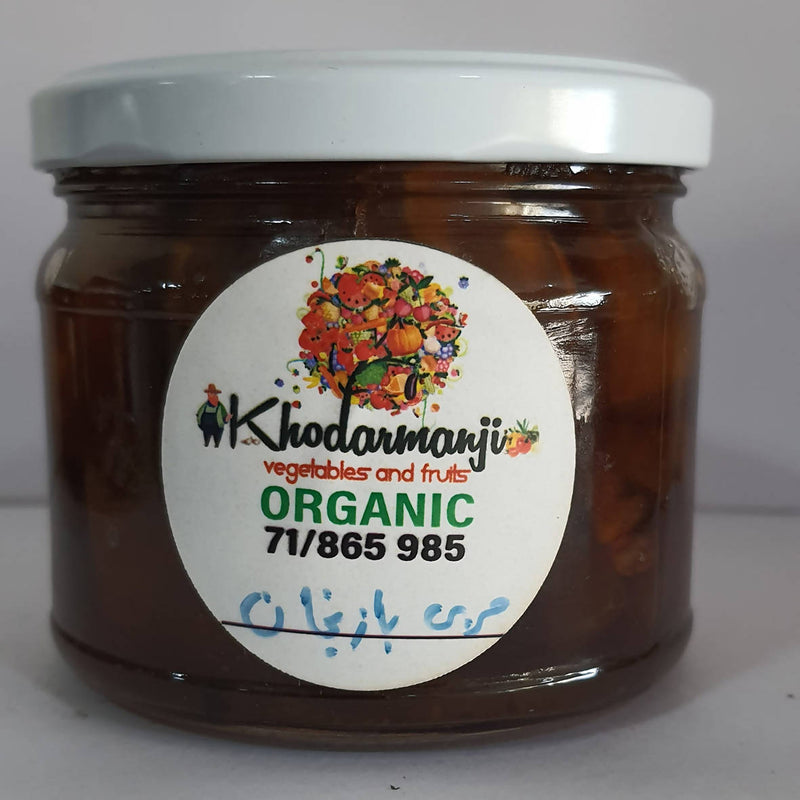 Khodarmanji
vegetables and fruits
ORGANIC
71/865 985
مربى باذنجان